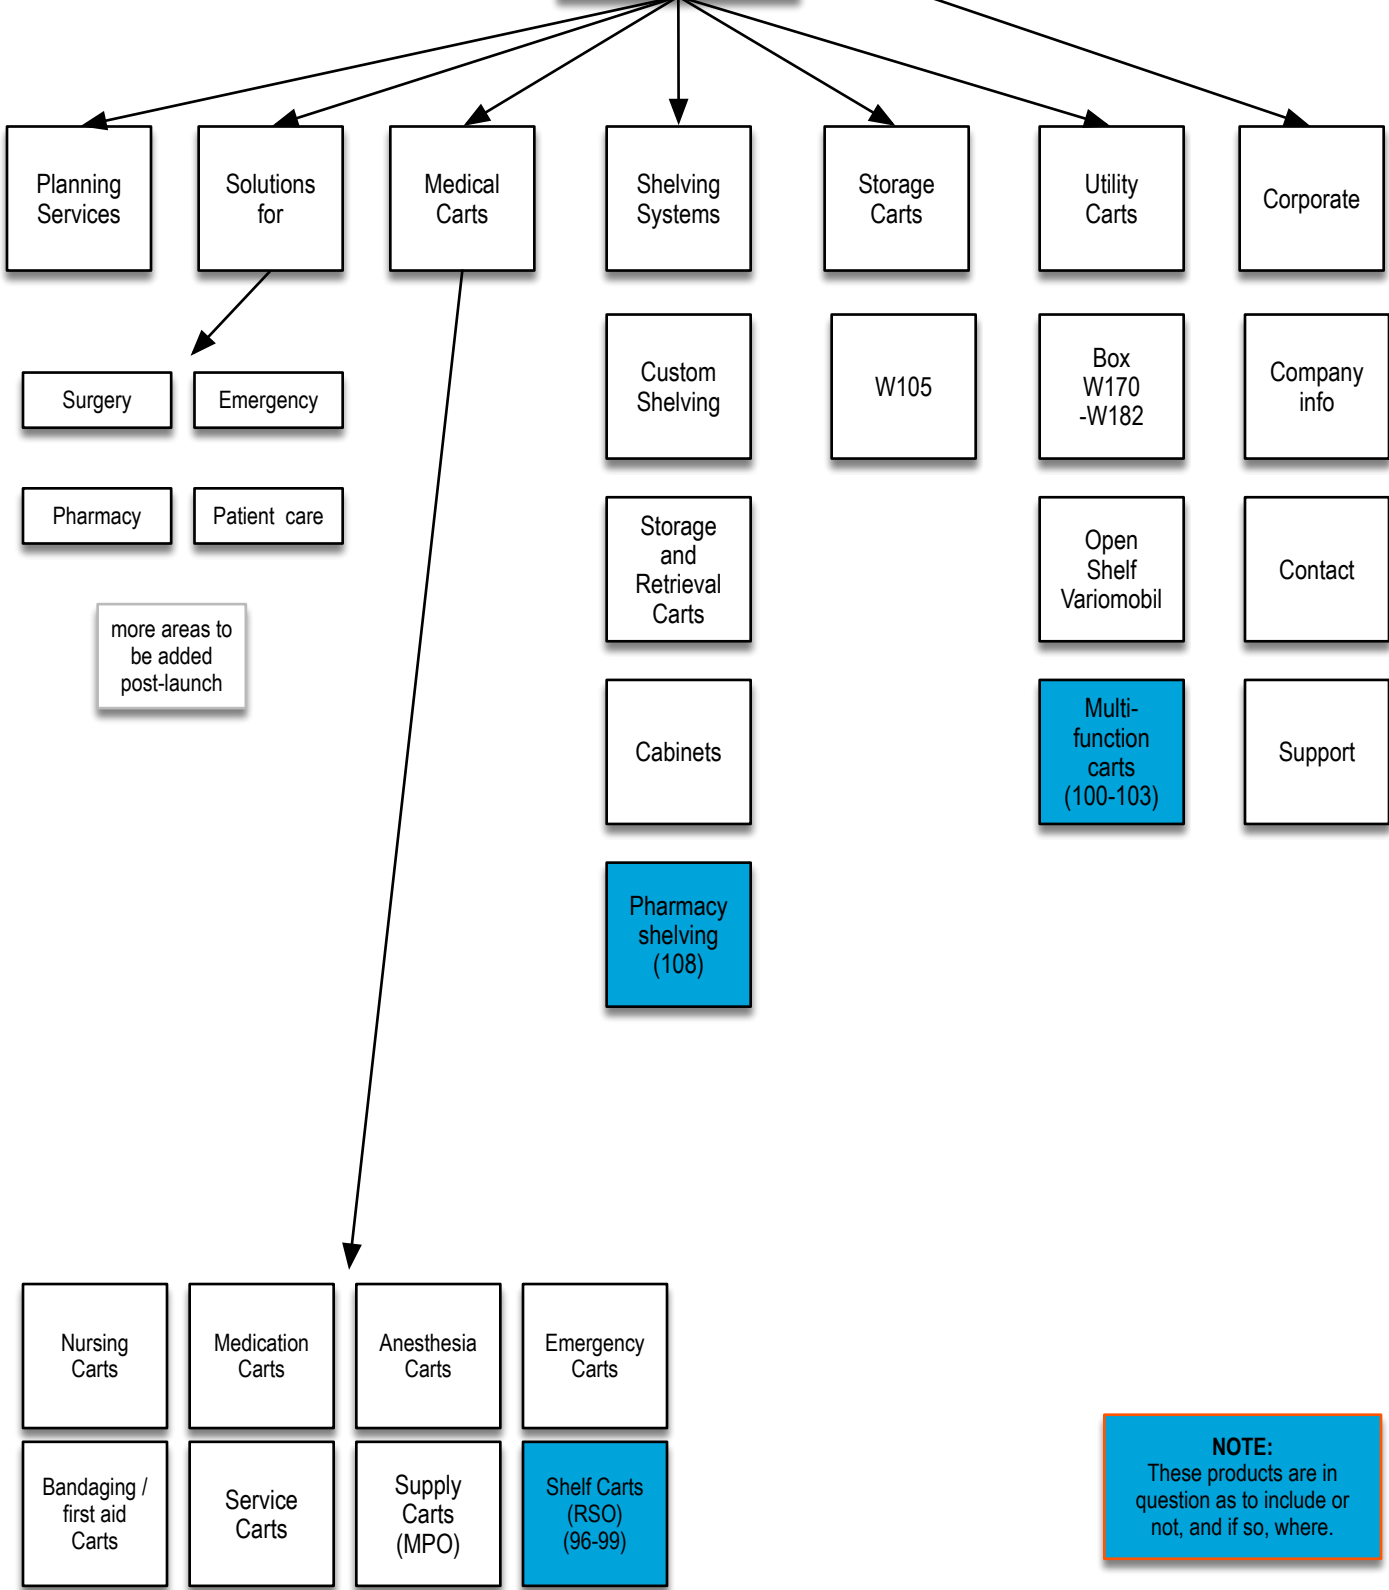 Planning
Services
Solutions
for
Medical
Carts
Shelving
Systems
Storage
Carts
Utility
Carts
Corporate
Surgery
Emergency
Pharmacy
Patient care
more areas to
be added
post-launch
Custom
Shelving
Storage
and
Retrieval
Carts
Cabinets
Pharmacy
shelving
(108)
W105
Box
W170
-W182
Open
Shelf
Variomobil
Multi-
function
carts
(100-103)
Company
info
Contact
Support
Nursing
Carts
Medication
Carts
Anesthesia
Carts
Emergency
Carts
Bandaging /
first aid
Carts
Service
Carts
Supply
Carts
(MPO)
Shelf Carts
(RSO)
(96-99)
NOTE:
These products are in
question as to include or
not, and if so, where.